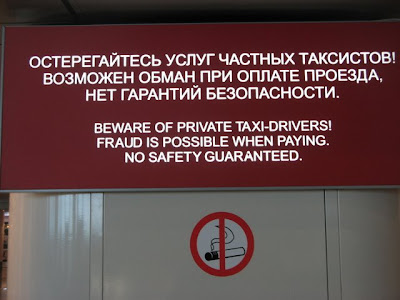 ОСТЕРЕГАЙТЕСЬ УСЛУГ ЧАСТНЫХ ТАКСИСТОВ!
ВОЗМОЖЕН ОБМАН ПРИ ОПЛАТЕ ПРОЕЗДА,
НЕТ ГАРАНТИЙ БЕЗОПАСНОСТИ.
BEWARE OF PRIVATE TAXI-DRIVERS!
FRAUD IS POSSIBLE WHEN PAYING.
NO SAFETY GUARANTEED.